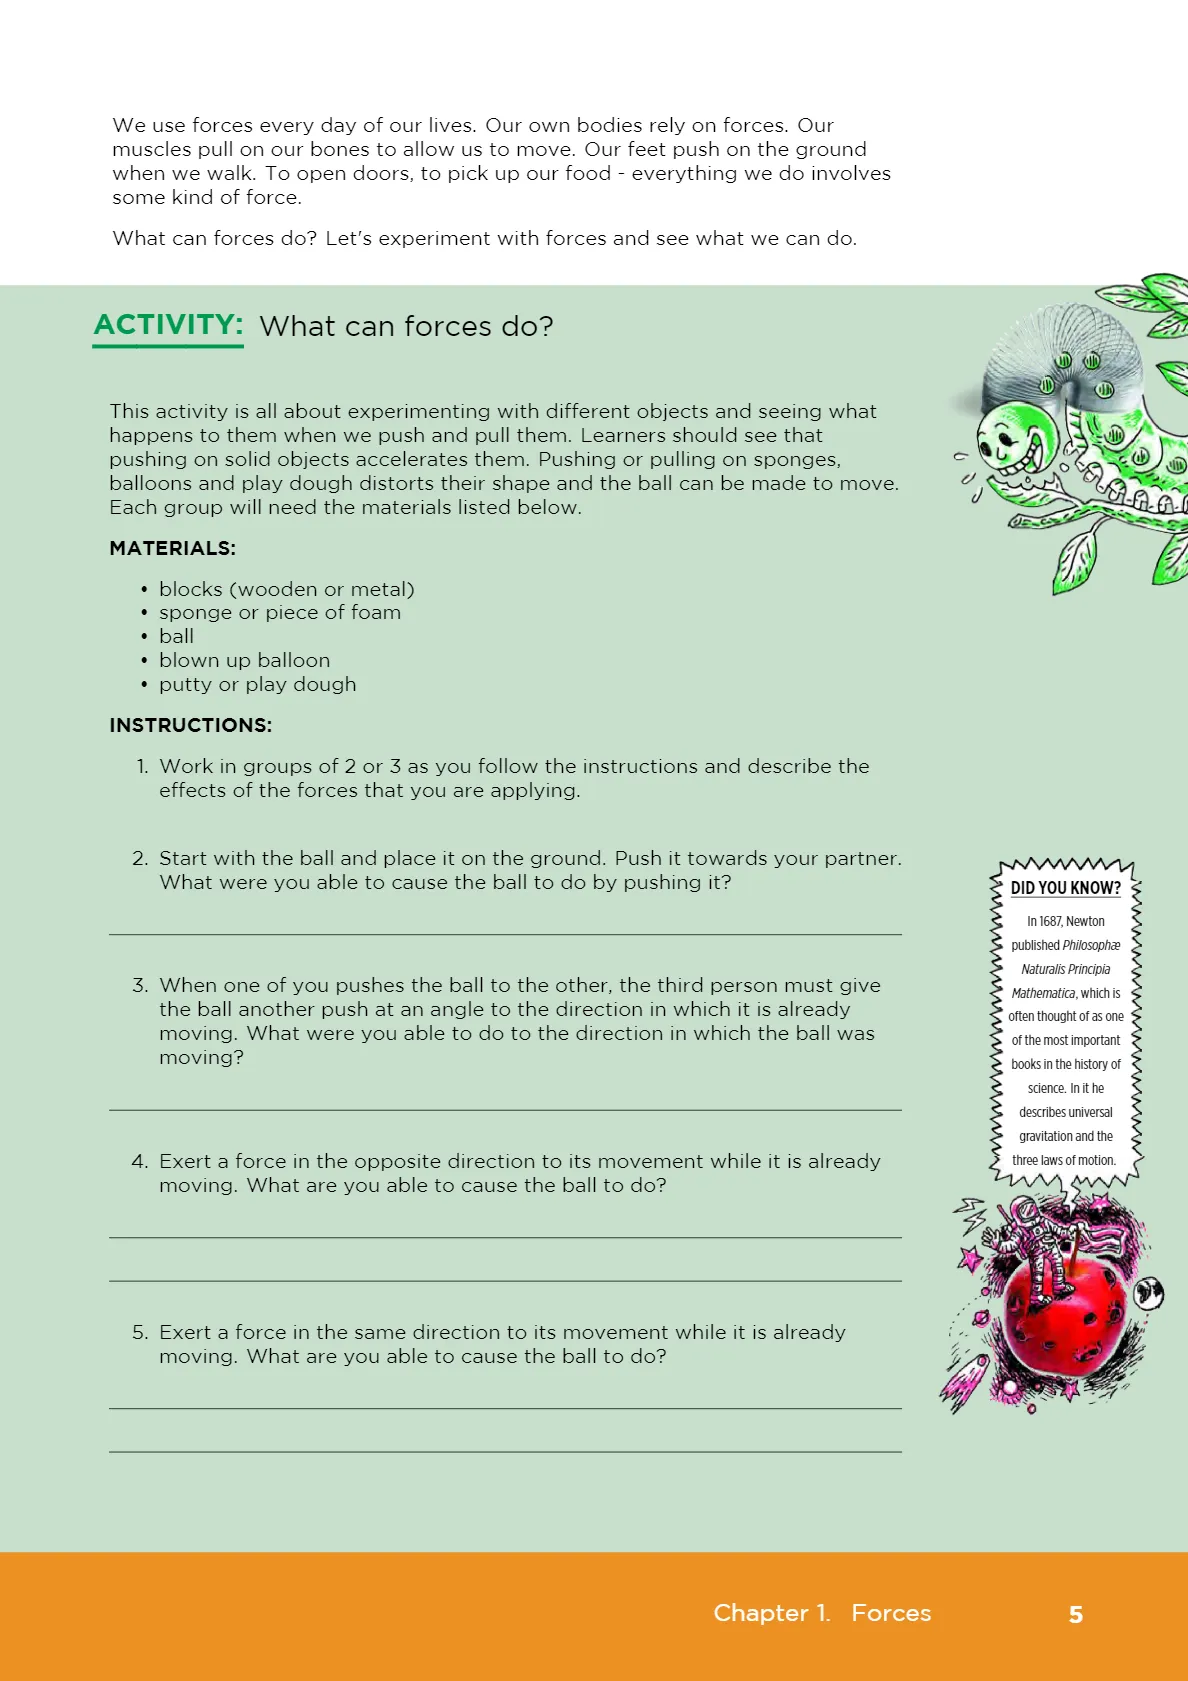 We use forces every day of our lives. Our own bodies rely on forces. Our
muscles pull on our bones to allow us to move. Our feet push on the ground
when we walk. To open doors, to pick up our food - everything we do involves
some kind of force.
What can forces do? Let's experiment with forces and see what we can do.
ACTIVITY: What can forces do?
This activity is all about experimenting with different objects and seeing what
happens to them when we push and pull them. Learners should see that
pushing on solid objects accelerates them. Pushing or pulling on sponges,
balloons and play dough distorts their shape and the ball can be made to move.
Each group will need the materials listed below.
MATERIALS:
• blocks (wooden or metal)
• sponge or piece of foam
• ball
• blown up balloon
• putty or play dough
INSTRUCTIONS:
1. Work in groups of 2 or 3 as you follow the instructions and describe the
effects of the forces that you are applying.
2. Start with the ball and place it on the ground. Push it towards your partner.
What were you able to cause the ball to do by pushing it?
3. When one of you pushes the ball to the other, the third person must give
the ball another push at an angle to the direction in which it is already
moving. What were you able to do to the direction in which the ball was
moving?
4. Exert a force in the opposite direction to its movement while it is already
moving. What are you able to cause the ball to do?
5. Exert a force in the same direction to its movement while it is already
moving. What are you able to cause the ball to do?
DID YOU KNOW?
In 1687, Newton
published Philosophæ
Naturalis Principia
Mathematica, which is
often thought of as one
of the most important
books in the history of
science. In it he
describes universal
gravitation and the
three laws of motion.
Chapter 1. Forces 5